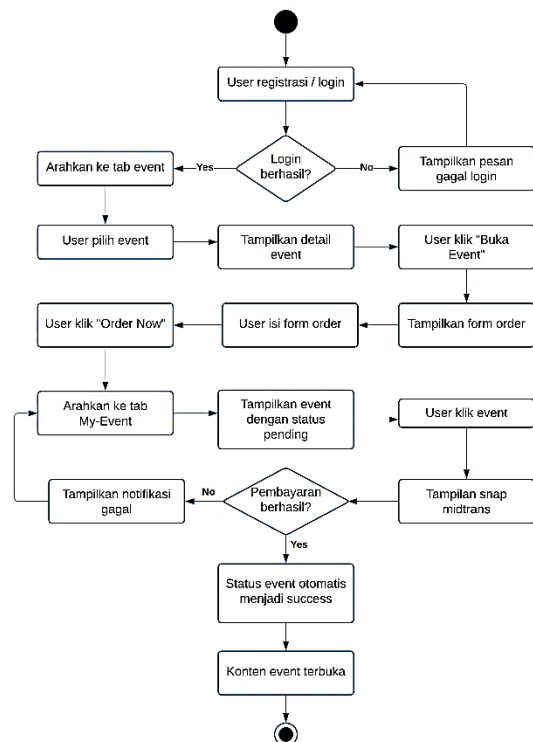 User registrasi / login
Login
berhasil?
Yes
No
Arahkan ke tab event
Tampilkan pesan
gagal login
User pilih event
Tampilkan detail
event
User klik "Buka
Event"
User klik "Order Now"
User isi form order
Tampilkan form order
Arahkan ke tab
My-Event
Tampilkan event
dengan status
pending
User klik event
Tampilkan notifikasi
gagal
No
Pembayaran
berhasil?
Tampilan snap
midtrans
Yes
Status event otomatis
menjadi success
Konten event terbuka